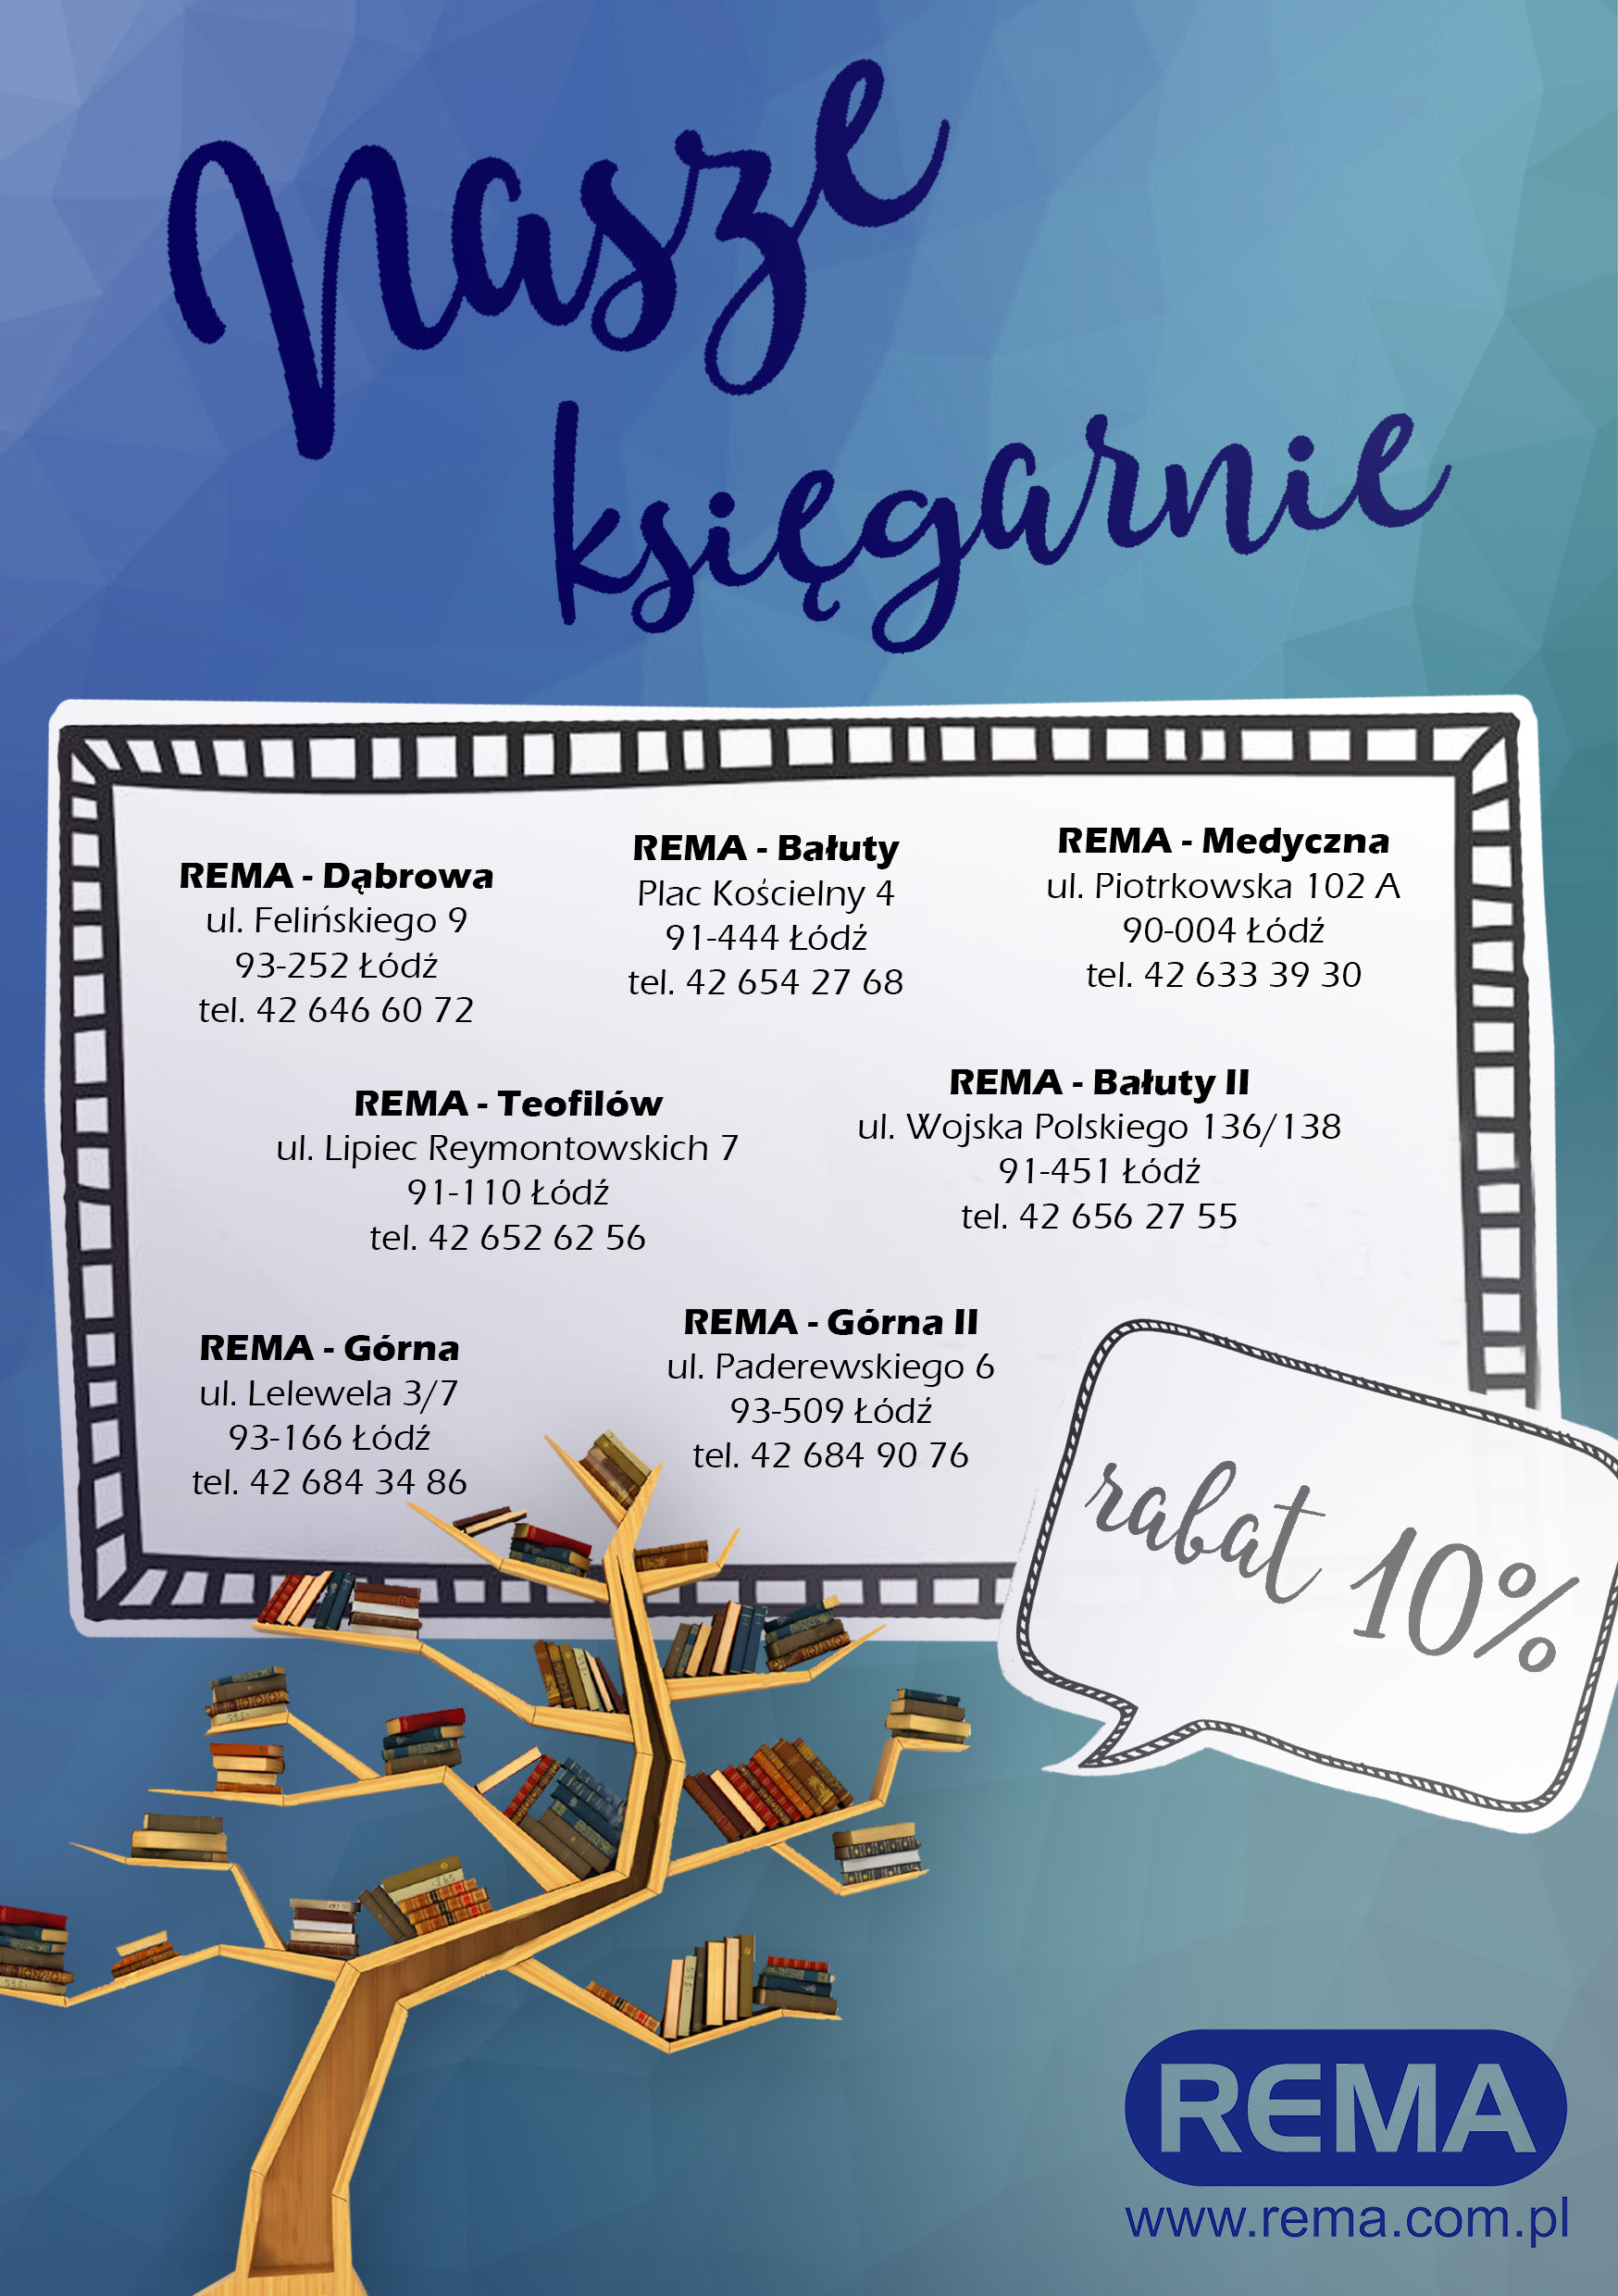 Nasze
księgarnie
REMA - Dąbrowa
ul. Felińskiego 9
93-252 Łódź
tel. 42 646 60 72
REMA - Bałuty
Plac Kościelny 4
91-444 Łódź
tel. 42 654 27 68
REMA - Medyczna
ul. Piotrkowska 102 A
90-004 Łódź
tel. 42 633 39 30
REMA - Teofilów
ul. Lipiec Reymontowskich 7
91-110 Łódź
tel. 42 652 62 56
REMA - Bałuty II
ul. Wojska Polskiego 136/138
91-451 Łódź
tel. 42 656 27 55
REMA - Górna
ul. Lelewela 3/7
93-166 Łódź
tel. 42 684 34 86
REMA - Górna II
ul. Paderewskiego 6
93-509 Łódź
tel. 42 684 90 76
rabat 10%
REMA
www.rema.com.pl